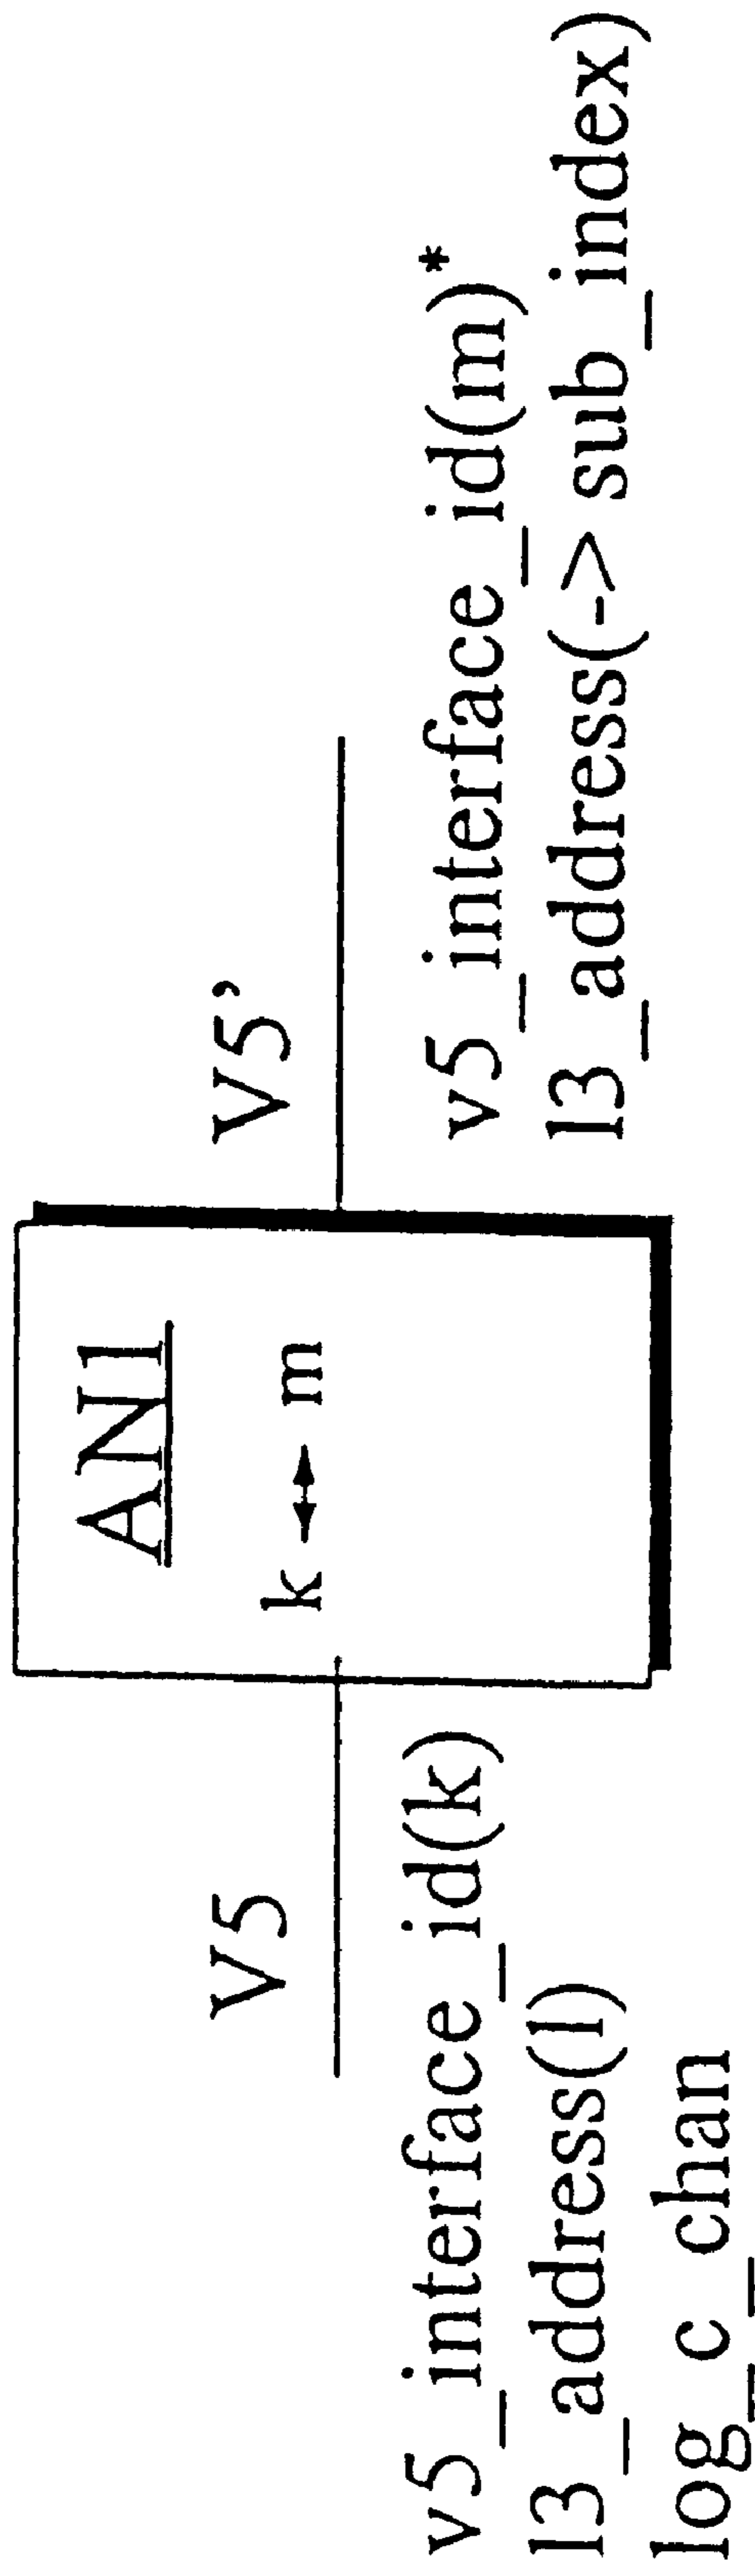 AN1
k ↔ m
V5
V5’
v5_interface_id(k)
l3_address(l)
log_c_chan
v5_interface_id(m)*
l3_address(-> sub_index)